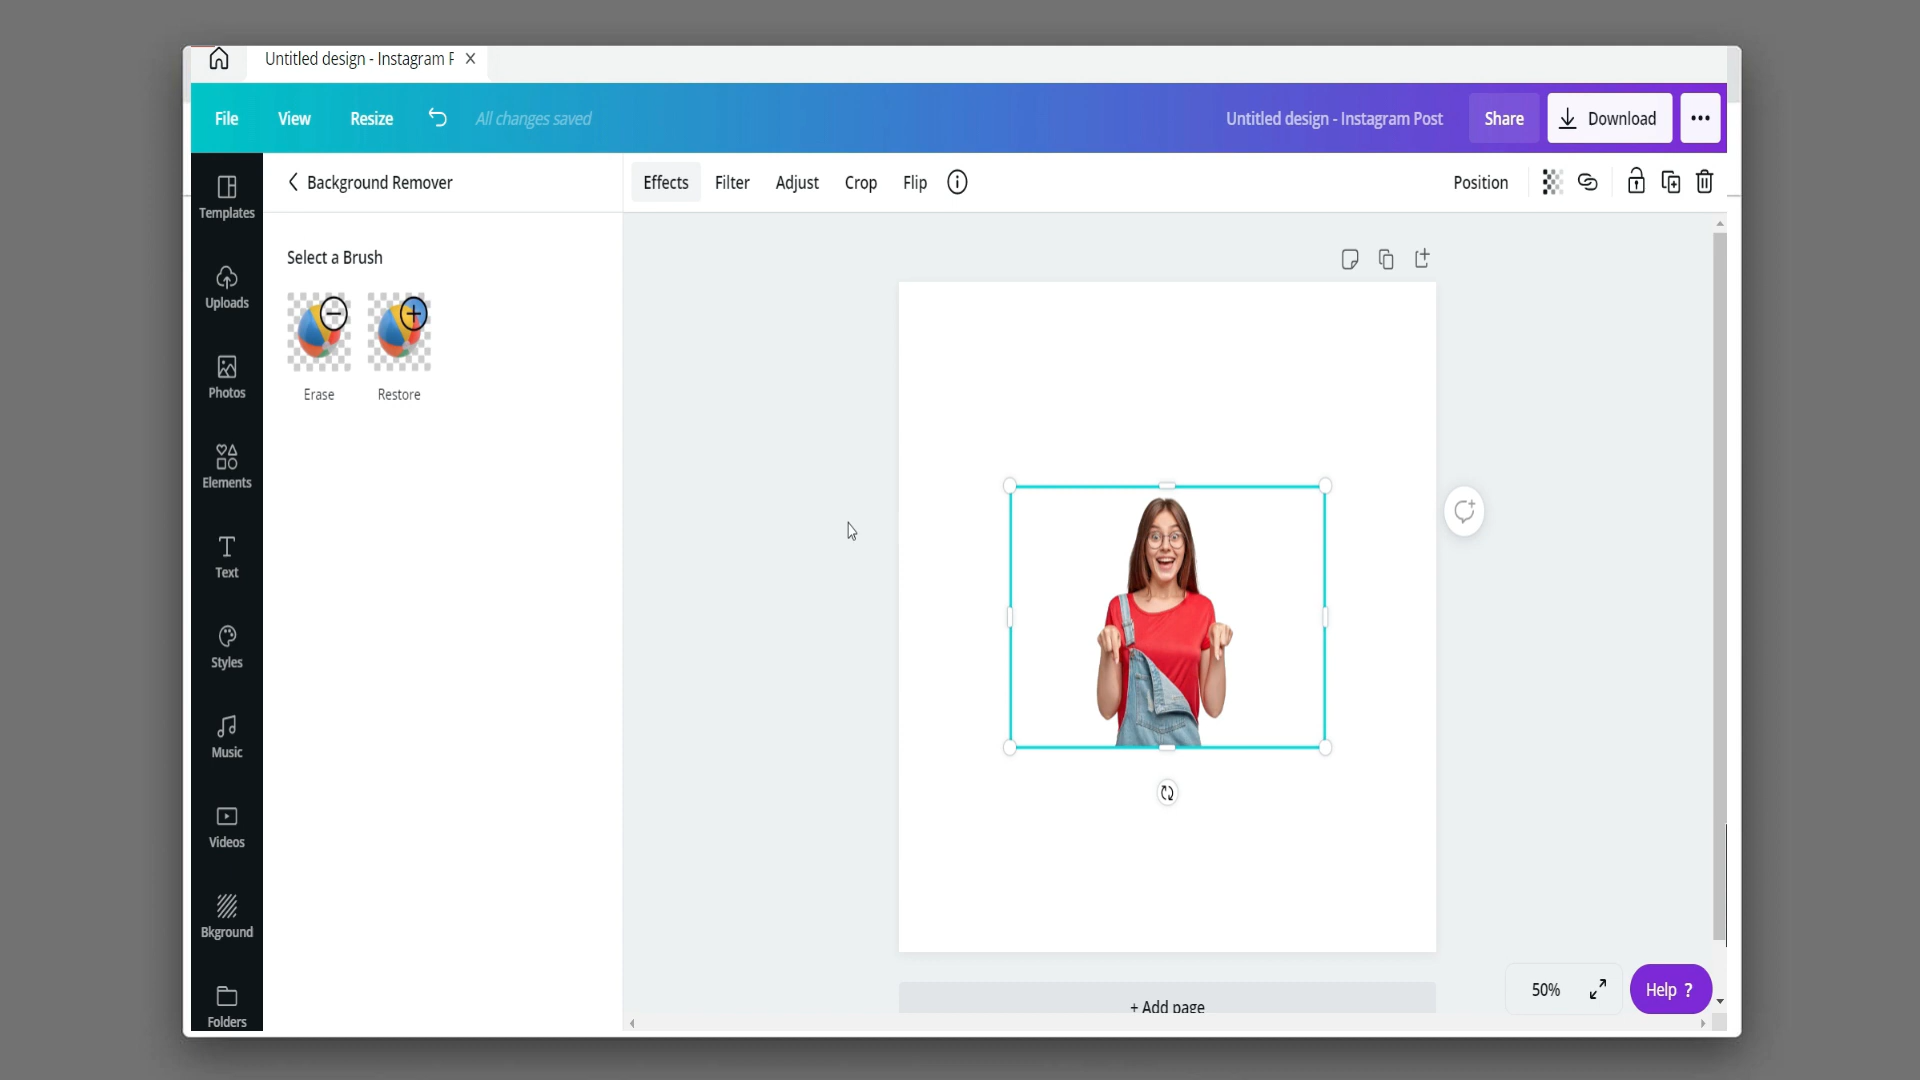 Untitled design - Instagram F
File View Resize All changes saved Untitled design - Instagram Post Share Download
Background Remover Effects Filter Adjust Crop Flip Position
Templates
Select a Brush
Uploads
Erase Restore
Photos
Elements
Text
Styles
Music
Videos
Bkground
50% Help ?
+ Add page
Folders